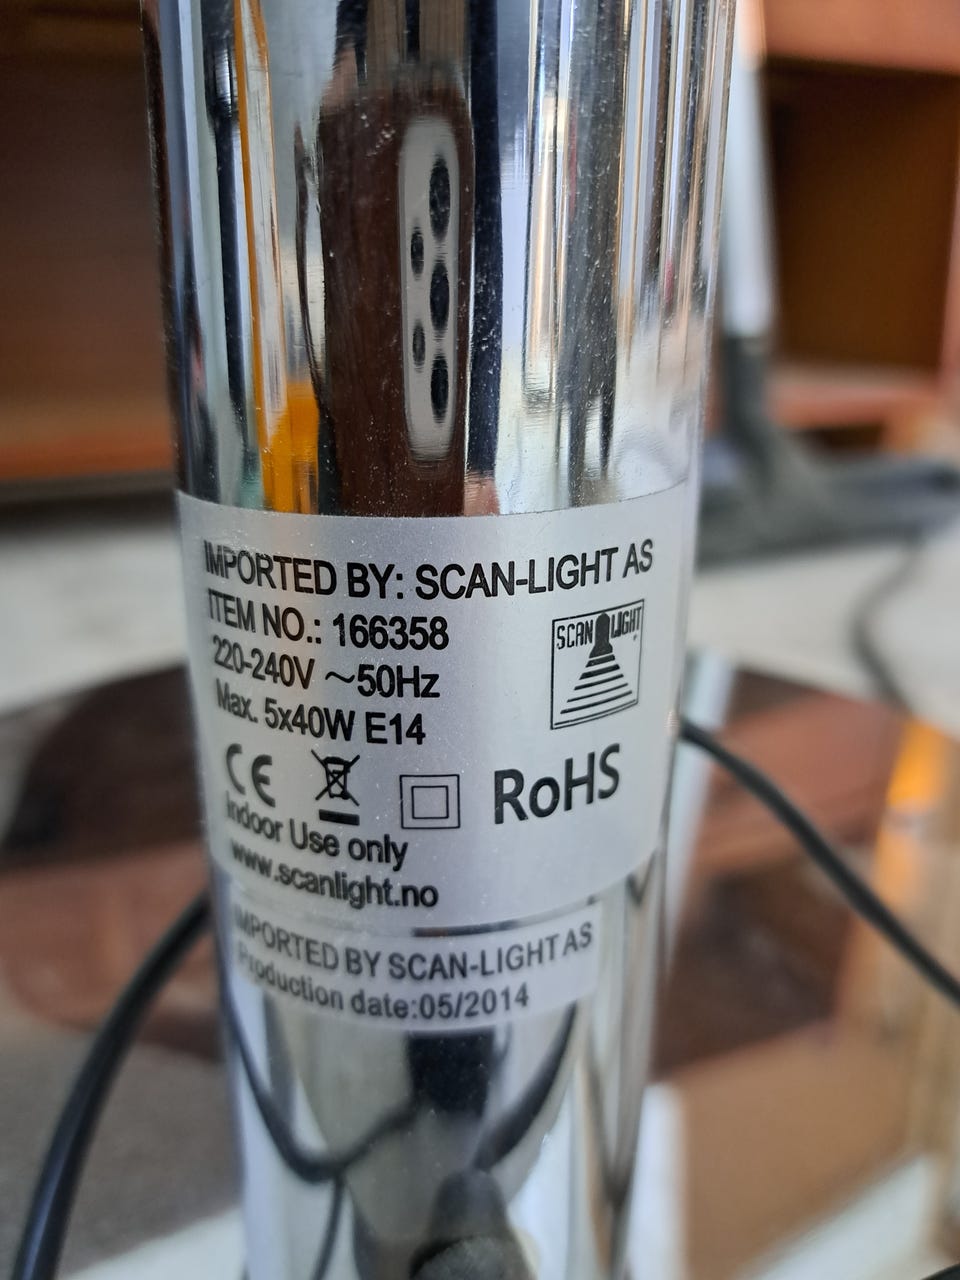 IMPORTED BY: SCAN-LIGHT AS
ITEM NO.: 166358
220-240V ~50Hz
Max. 5x40W E14
SCAN LIGHT
CE
RoHS
Indoor Use only
www.scanlight.no
IMPORTED BY SCAN-LIGHT AS
Production date:05/2014